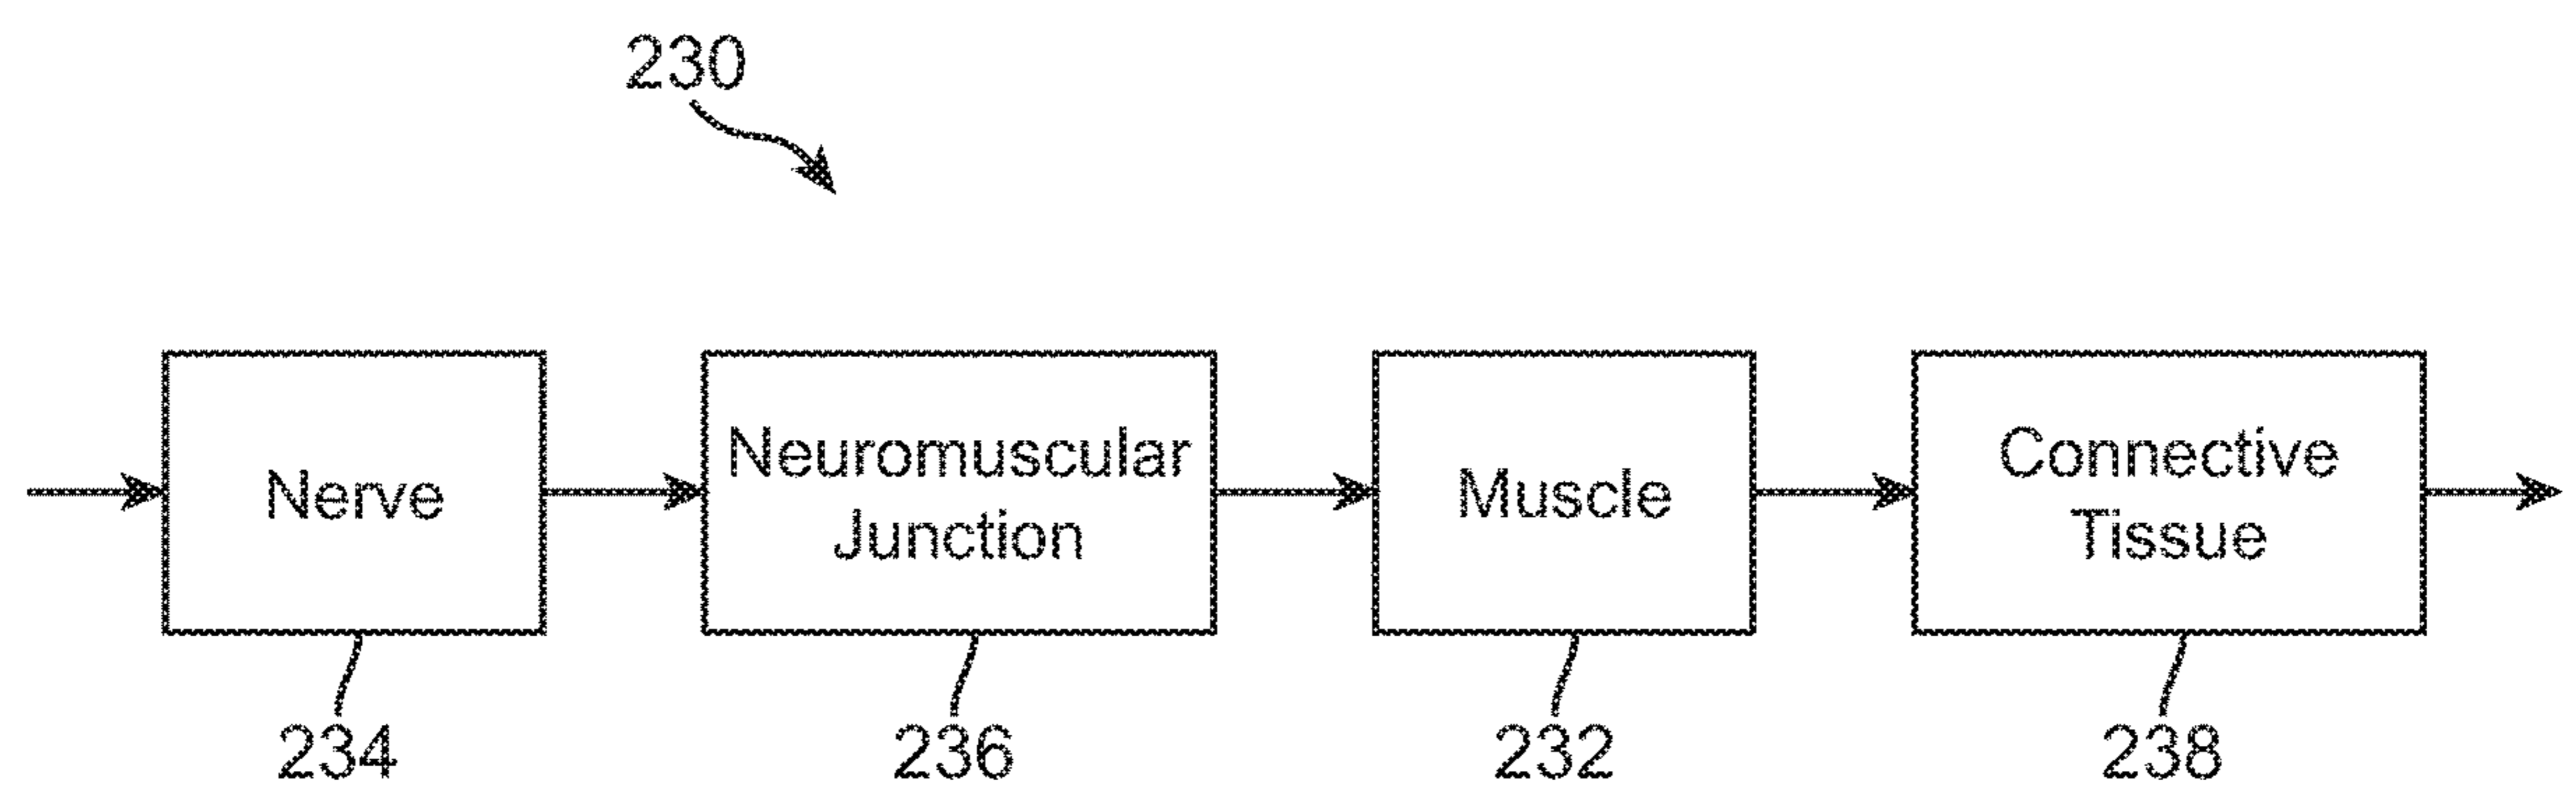 230
Nerve
Neuromuscular
Junction
Muscle
Connective
Tissue
234
236
232
238